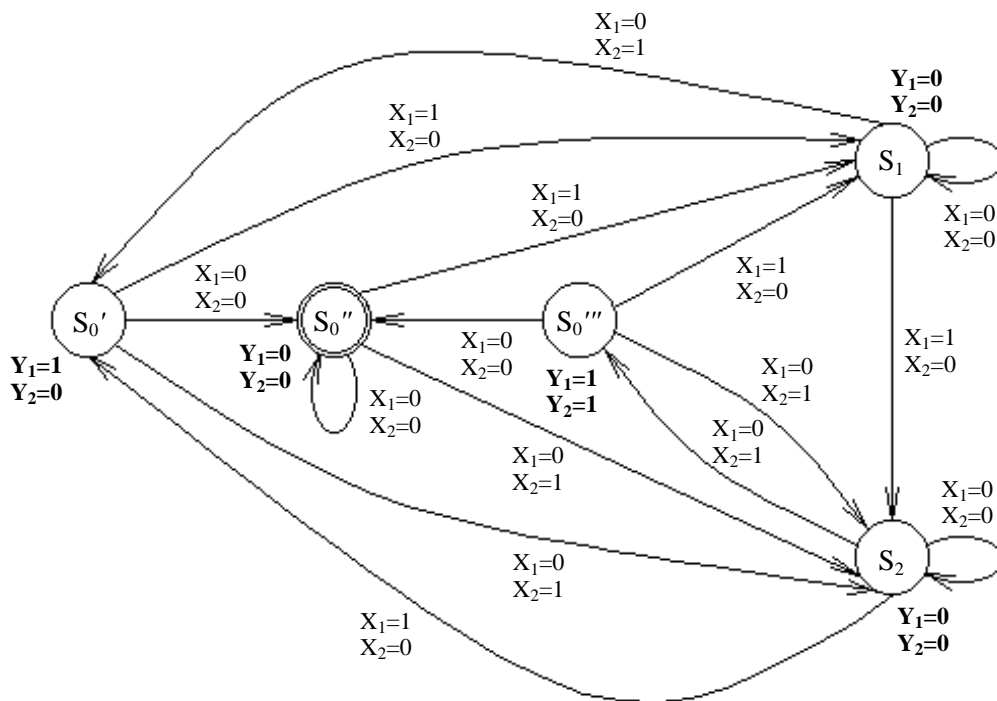 X₁=0
X₂=1
Y₁=0
Y₂=0
X₁=1
X₂=0
S₁
X₁=1
X₂=0
X₁=0
X₂=0
X₁=1
X₂=0
X₁=0
X₂=0
S₀'
S₀''
S₀'''
X₁=1
X₂=0
Y₁=1
Y₂=0
Y₁=0
Y₂=0
X₁=0
X₂=0
Y₁=1
Y₂=1
X₁=0
X₂=1
X₁=0
X₂=0
X₁=0
X₂=1
X₁=0
X₂=1
X₁=0
X₂=0
S₂
X₁=0
X₂=1
X₁=1
X₂=0
Y₁=0
Y₂=0